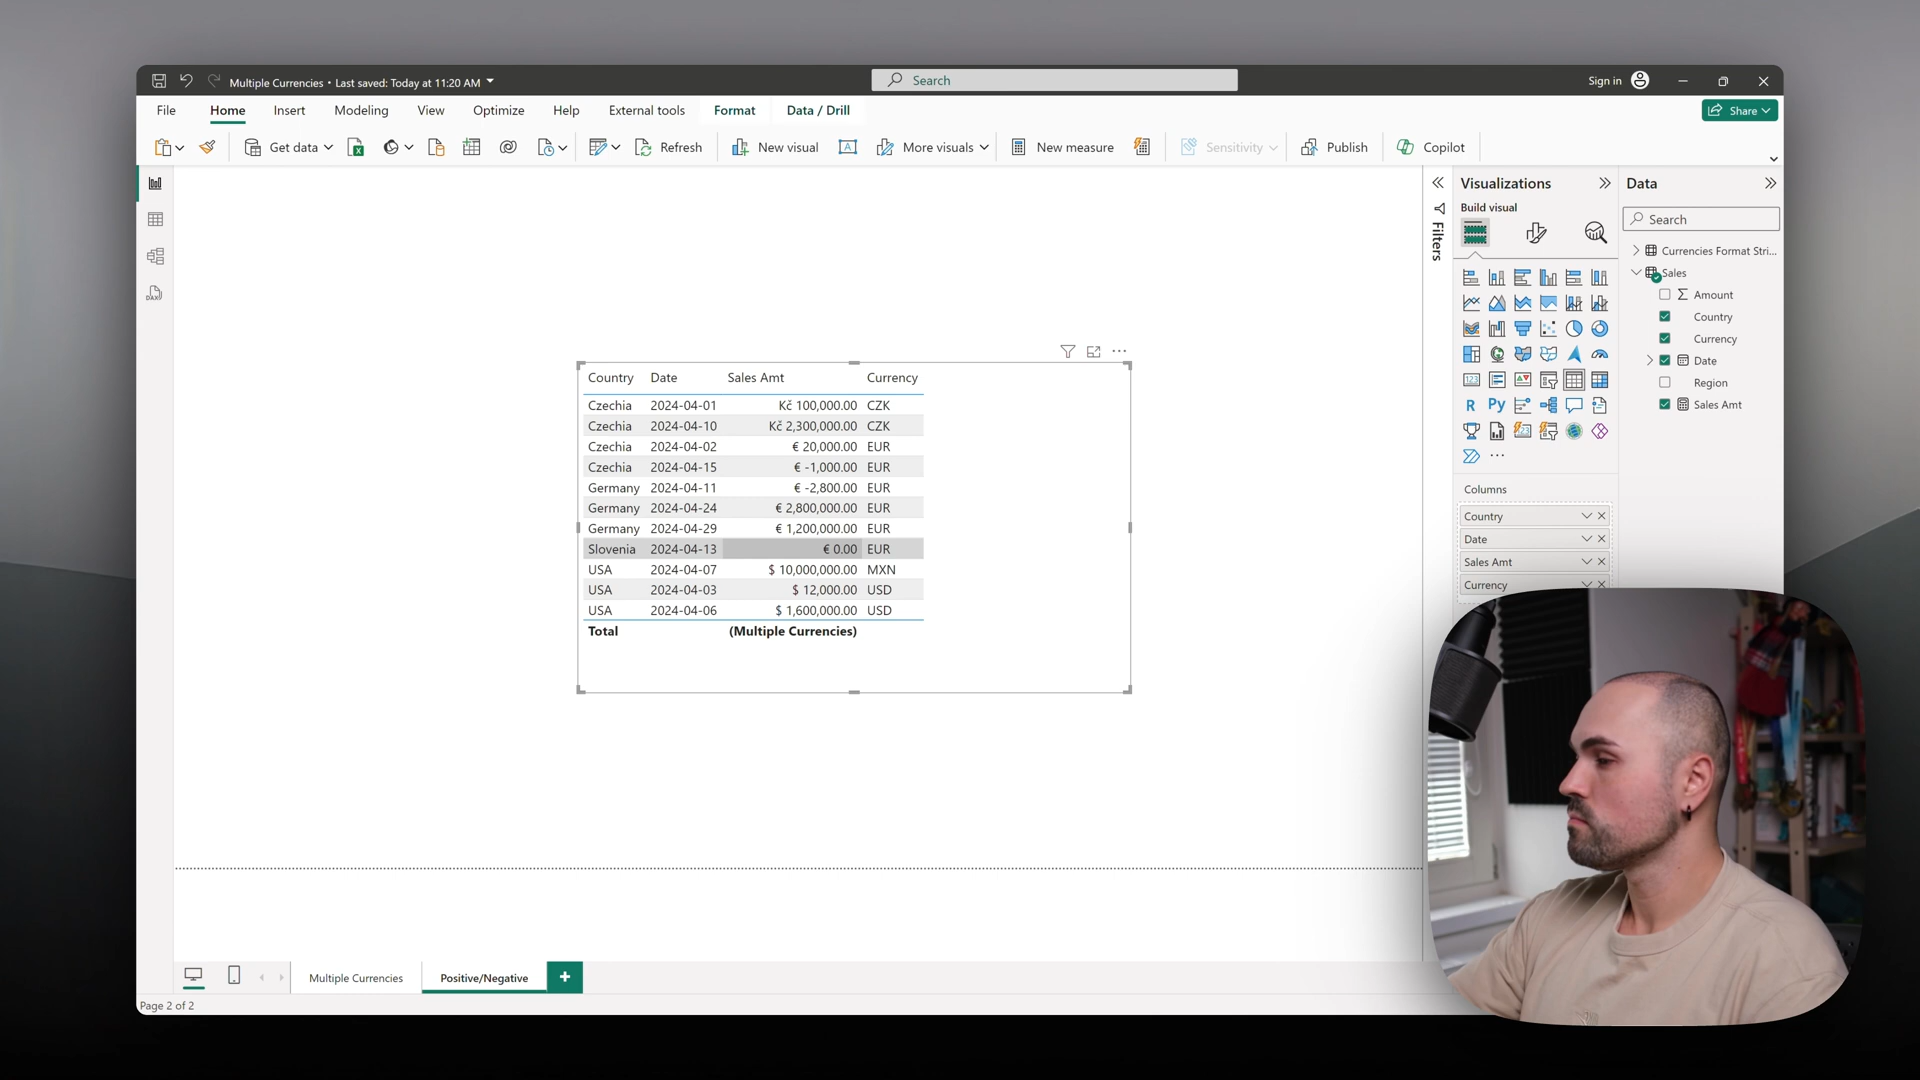 Multiple Currencies • Last saved: Today at 11:20 AM
Search
Sign in
File Home Insert Modeling View Optimize Help External tools Format Data / Drill
Share
Get data
Refresh
New visual
More visuals
New measure
Sensitivity
Publish
Copilot
Visualizations
Data
Build visual
Search
Filters
Currencies Format Stri...
Sales
Amount
Country
Currency
Date
Region
Sales Amt
Country Date Sales Amt Currency
Czechia 2024-04-01 Kč 100,000.00 CZK
Czechia 2024-04-10 Kč 2,300,000.00 CZK
Czechia 2024-04-02 € 20,000.00 EUR
Czechia 2024-04-15 € -1,000.00 EUR
Germany 2024-04-11 € -2,800.00 EUR
Germany 2024-04-24 € 2,800,000.00 EUR
Germany 2024-04-29 € 1,200,000.00 EUR
Slovenia 2024-04-13 € 0.00 EUR
USA 2024-04-07 $ 10,000,000.00 MXN
USA 2024-04-03 $ 12,000.00 USD
USA 2024-04-06 $ 1,600,000.00 USD
Total (Multiple Currencies)
DAX
123
R Py
123
Columns
Country
Date
Sales Amt
Currency
Multiple Currencies
Positive/Negative
Page 2 of 2